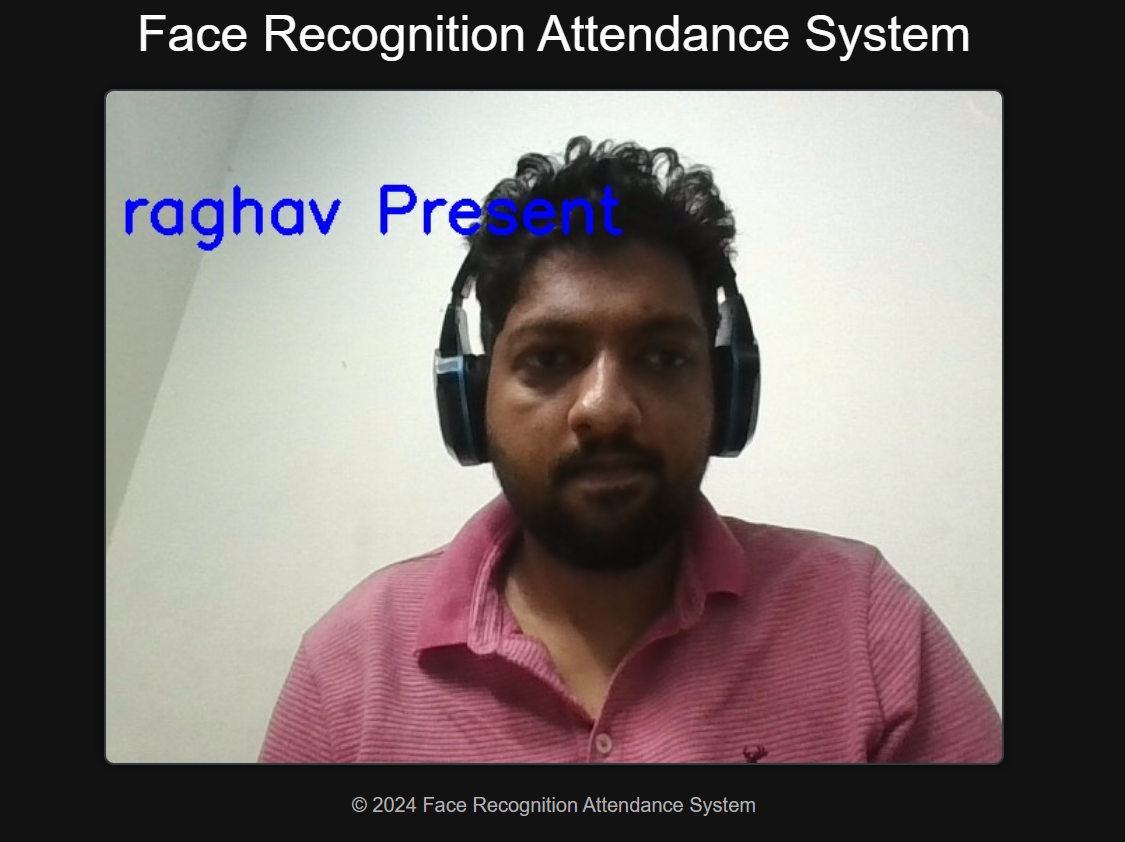 Face Recognition Attendance System
raghav Present
© 2024 Face Recognition Attendance System